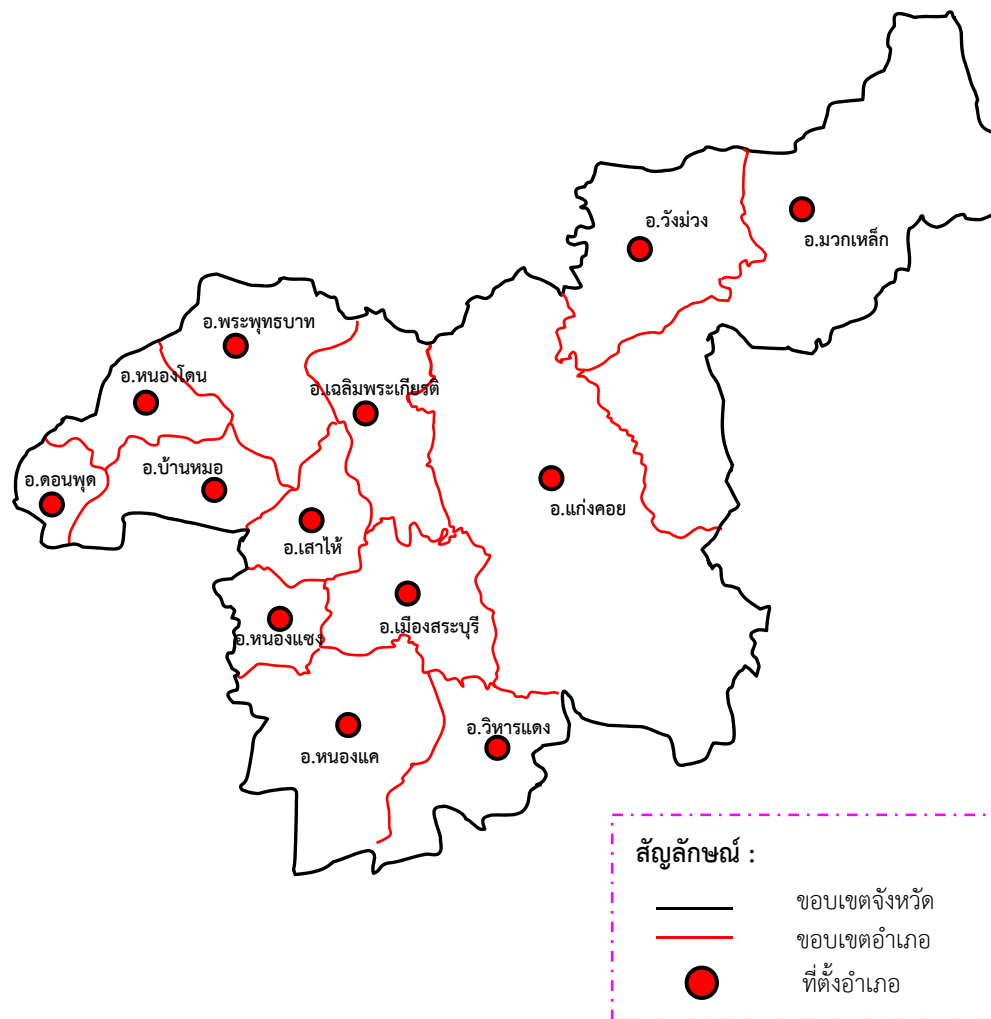 อ.วังม่วง
อ.มวกเหล็ก
อ.พระพุทธบาท
อ.หนองโดน
อ.เฉลิมพระเกียรติ
อ.ดอนพุด
อ.บ้านหมอ
อ.แก่งคอย
อ.เสาไห้
อ.หนองแซง
อ.เมืองสระบุรี
อ.หนองแค
อ.วิหารแดง
สัญลักษณ์ :
ขอบเขตจังหวัด
ขอบเขตอำเภอ
ที่ตั้งอำเภอ